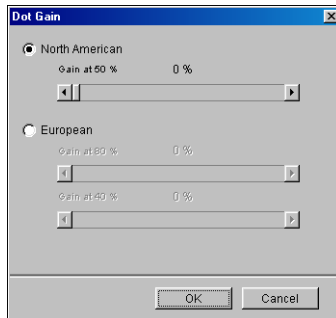 Dot Gain
North American
Gain at 50 % 0 %
European
Gain at 80 % 0 %
Gain at 40 % 0 %
OK Cancel